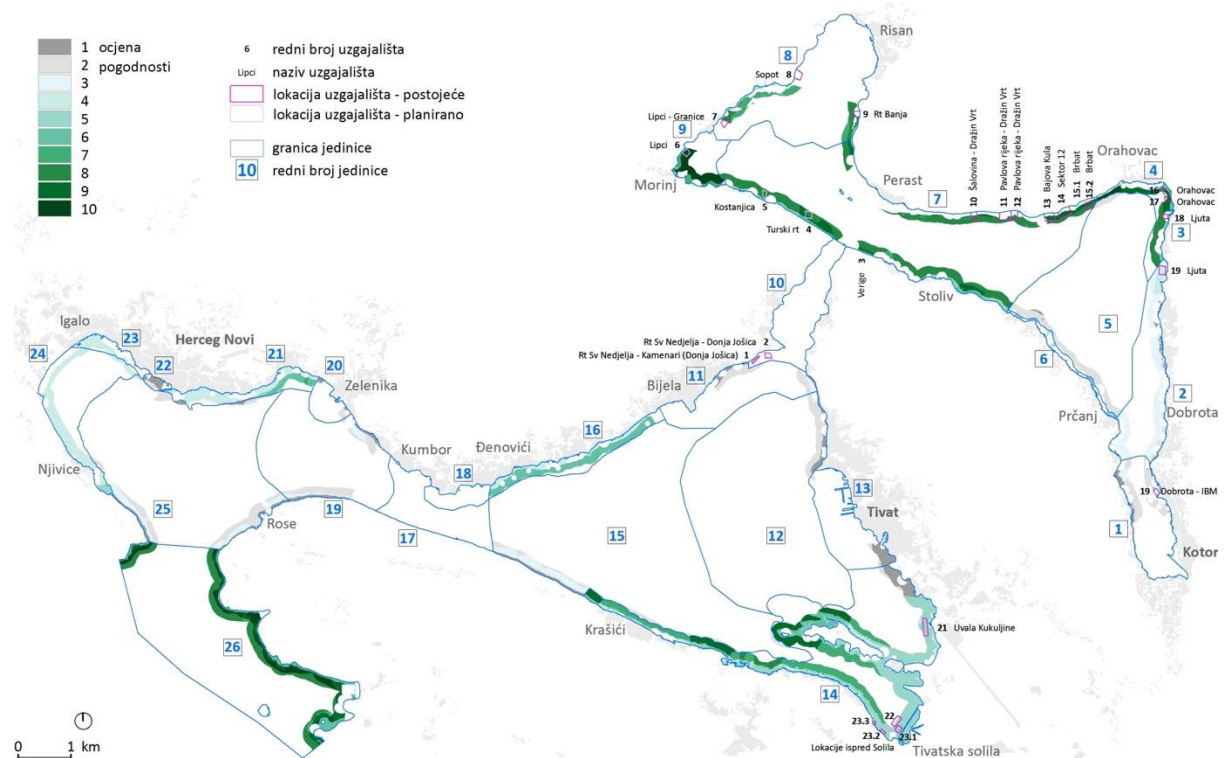 1 ocjena
2 pogodnosti
3
4
5
6
7
8
9
10
6 redni broj uzgajališta
Lipci naziv uzgajališta
lokacija uzgajališta - postojeće
lokacija uzgajališta - planirano
granica jedinice
10 redni broj jedinice
Risan
8
Sopot 8
Lipci - Granice 7
9
Lipci 6
Morinj
9 Rt Banja
Perast
7
10 Šalovina - Dražin Vrt
11 Pavlova rijeka - Dražin Vrt
12 Pavlova rijeka - Dražin Vrt
13 Bajova Kula
14 Sektor 12
15.1 Brbat
15.2 Brbat
Orahovac
4
16 Orahovac
17 Orahovac
18 Ljuta
3
19 Ljuta
Kostanjica 5
Turski rt 4
Verige 3
Stoliv
10
5
6
Prčanj
2
Dobrota
19 Dobrota - IBM
1
Kotor
Igalo
24
23
Herceg Novi
22
21
20
Zelenika
Rt Sv Nedjelja - Donja Jošica 2
Rt Sv Nedjelja - Kamenari (Donja Jošica) 1
11
Bijela
16
Đenovići
Kumbor
18
Njivice
25
19
Rose
17
15
12
13
Tivat
Krašići
26
21 Uvala Kukuljine
14
22
23.3
23.2
23.1
Lokacije ispred Solila
Tivatska solila
0 1 km